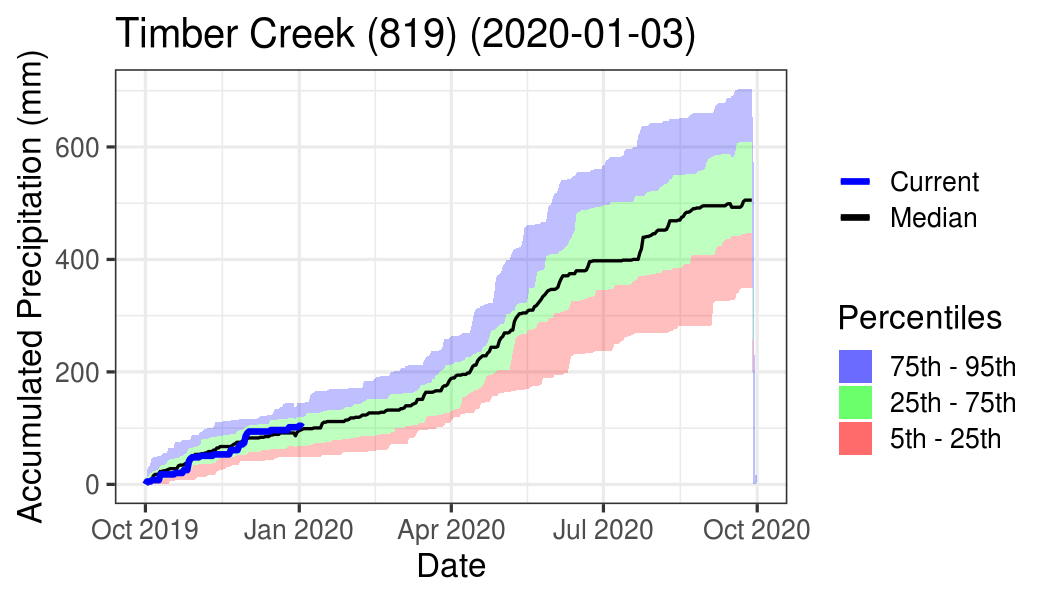 Timber Creek (819) (2020-01-03)
Accumulated Precipitation (mm)
600
400
200
0
Oct 2019
Jan 2020
Apr 2020
Jul 2020
Oct 2020
Date
Current
Median
Percentiles
75th - 95th
25th - 75th
5th - 25th